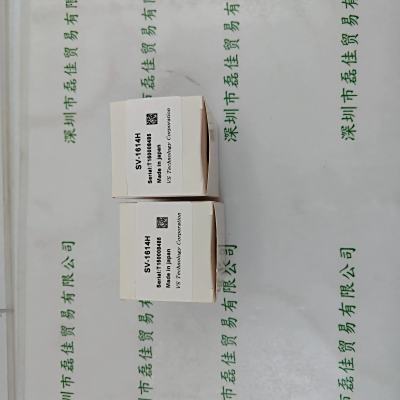 深圳市磊佳贸易有限公司
深圳市磊佳贸易有限公司
SV-1614H
Serial:T160008485
Made in japan
VS Technology Corporation
SV-1614H
Serial:T160008486
Made in japan
VS Technology Corporation
深圳市磊佳贸易有限公司
深圳市磊佳贸易有限公司